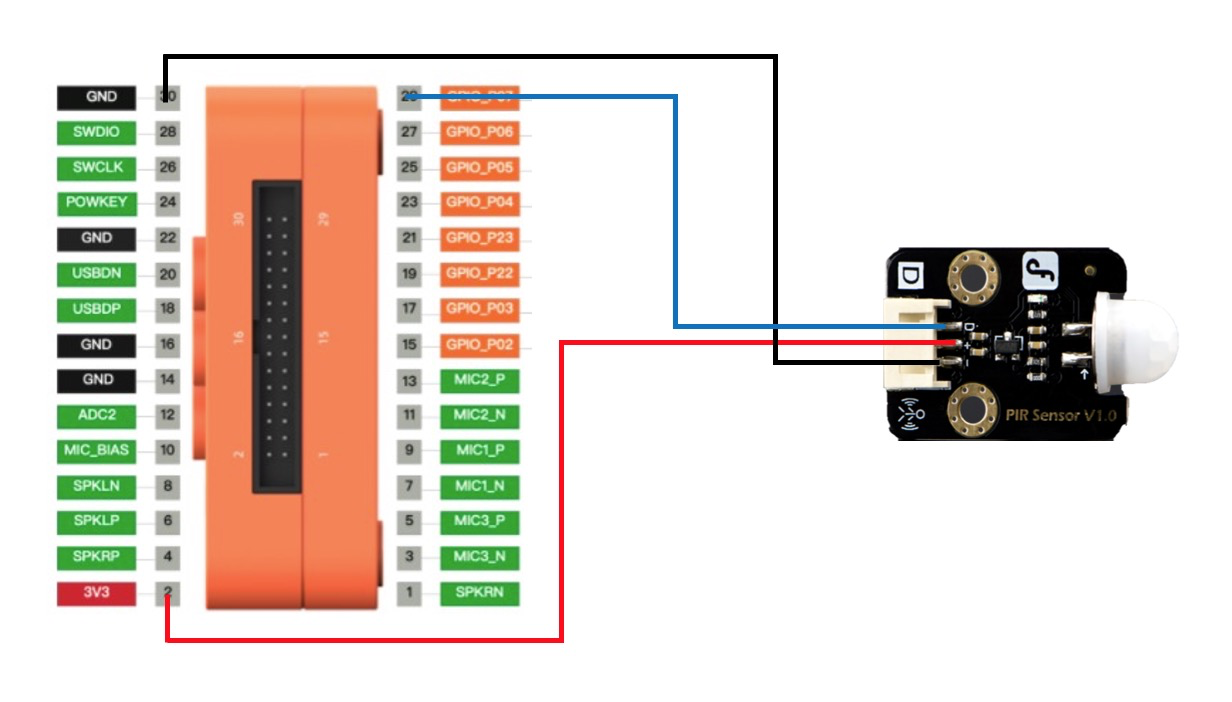 GND 30 29 GPIO_P07
SWDIO 28 27 GPIO_P06
SWCLK 26 25 GPIO_P05
POWKEY 24 23 GPIO_P04
GND 22 21 GPIO_P23
USBDN 20 19 GPIO_P22
USBDP 18 17 GPIO_P03
GND 16 15 GPIO_P02
GND 14 13 MIC2_P
ADC2 12 11 MIC2_N
MIC_BIAS 10 9 MIC1_P
SPKLN 8 7 MIC1_N
SPKLP 6 5 MIC3_P
SPKRP 4 3 MIC3_N
3V3 2 1 SPKRN
30 29
16 15
2 1
D
D
+
-
PIR Sensor V1.0